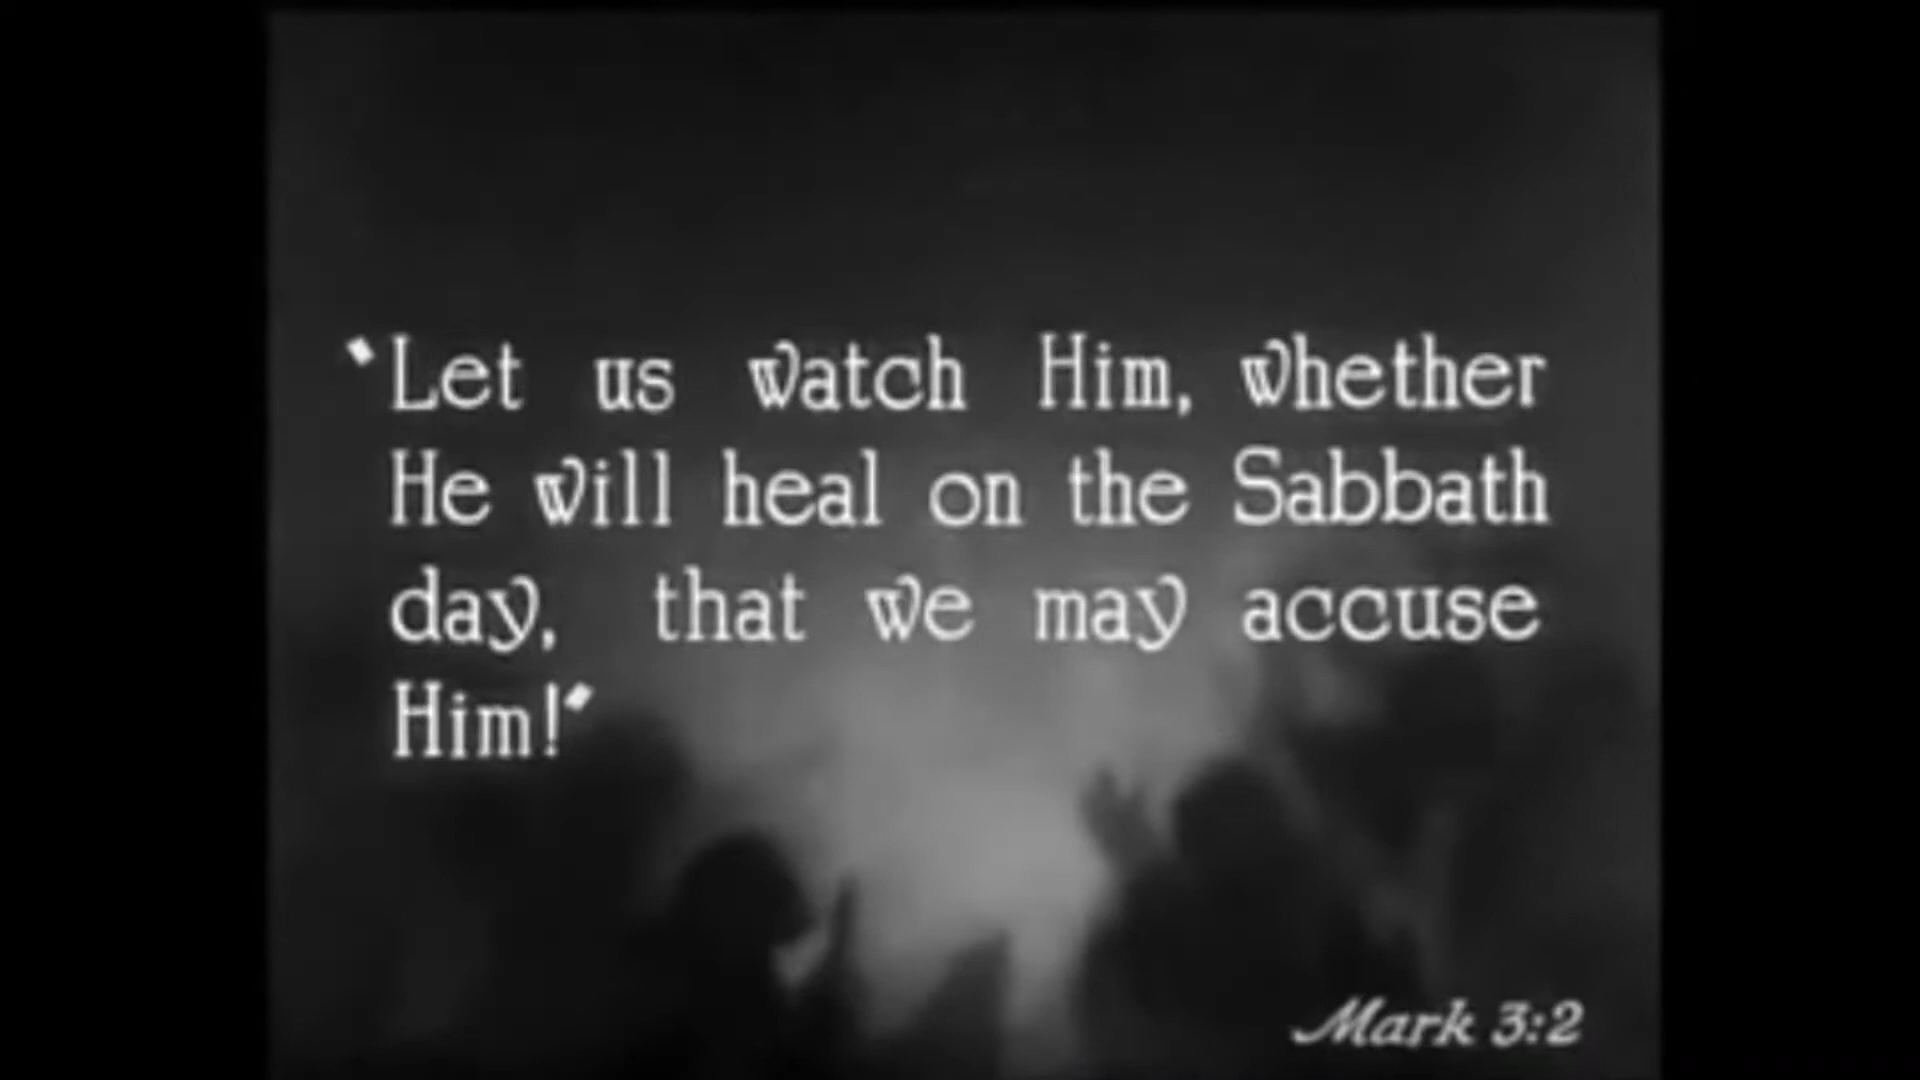 "Let us watch Him, whether
He will heal on the Sabbath
day, that we may accuse
Him!"
Mark 3:2